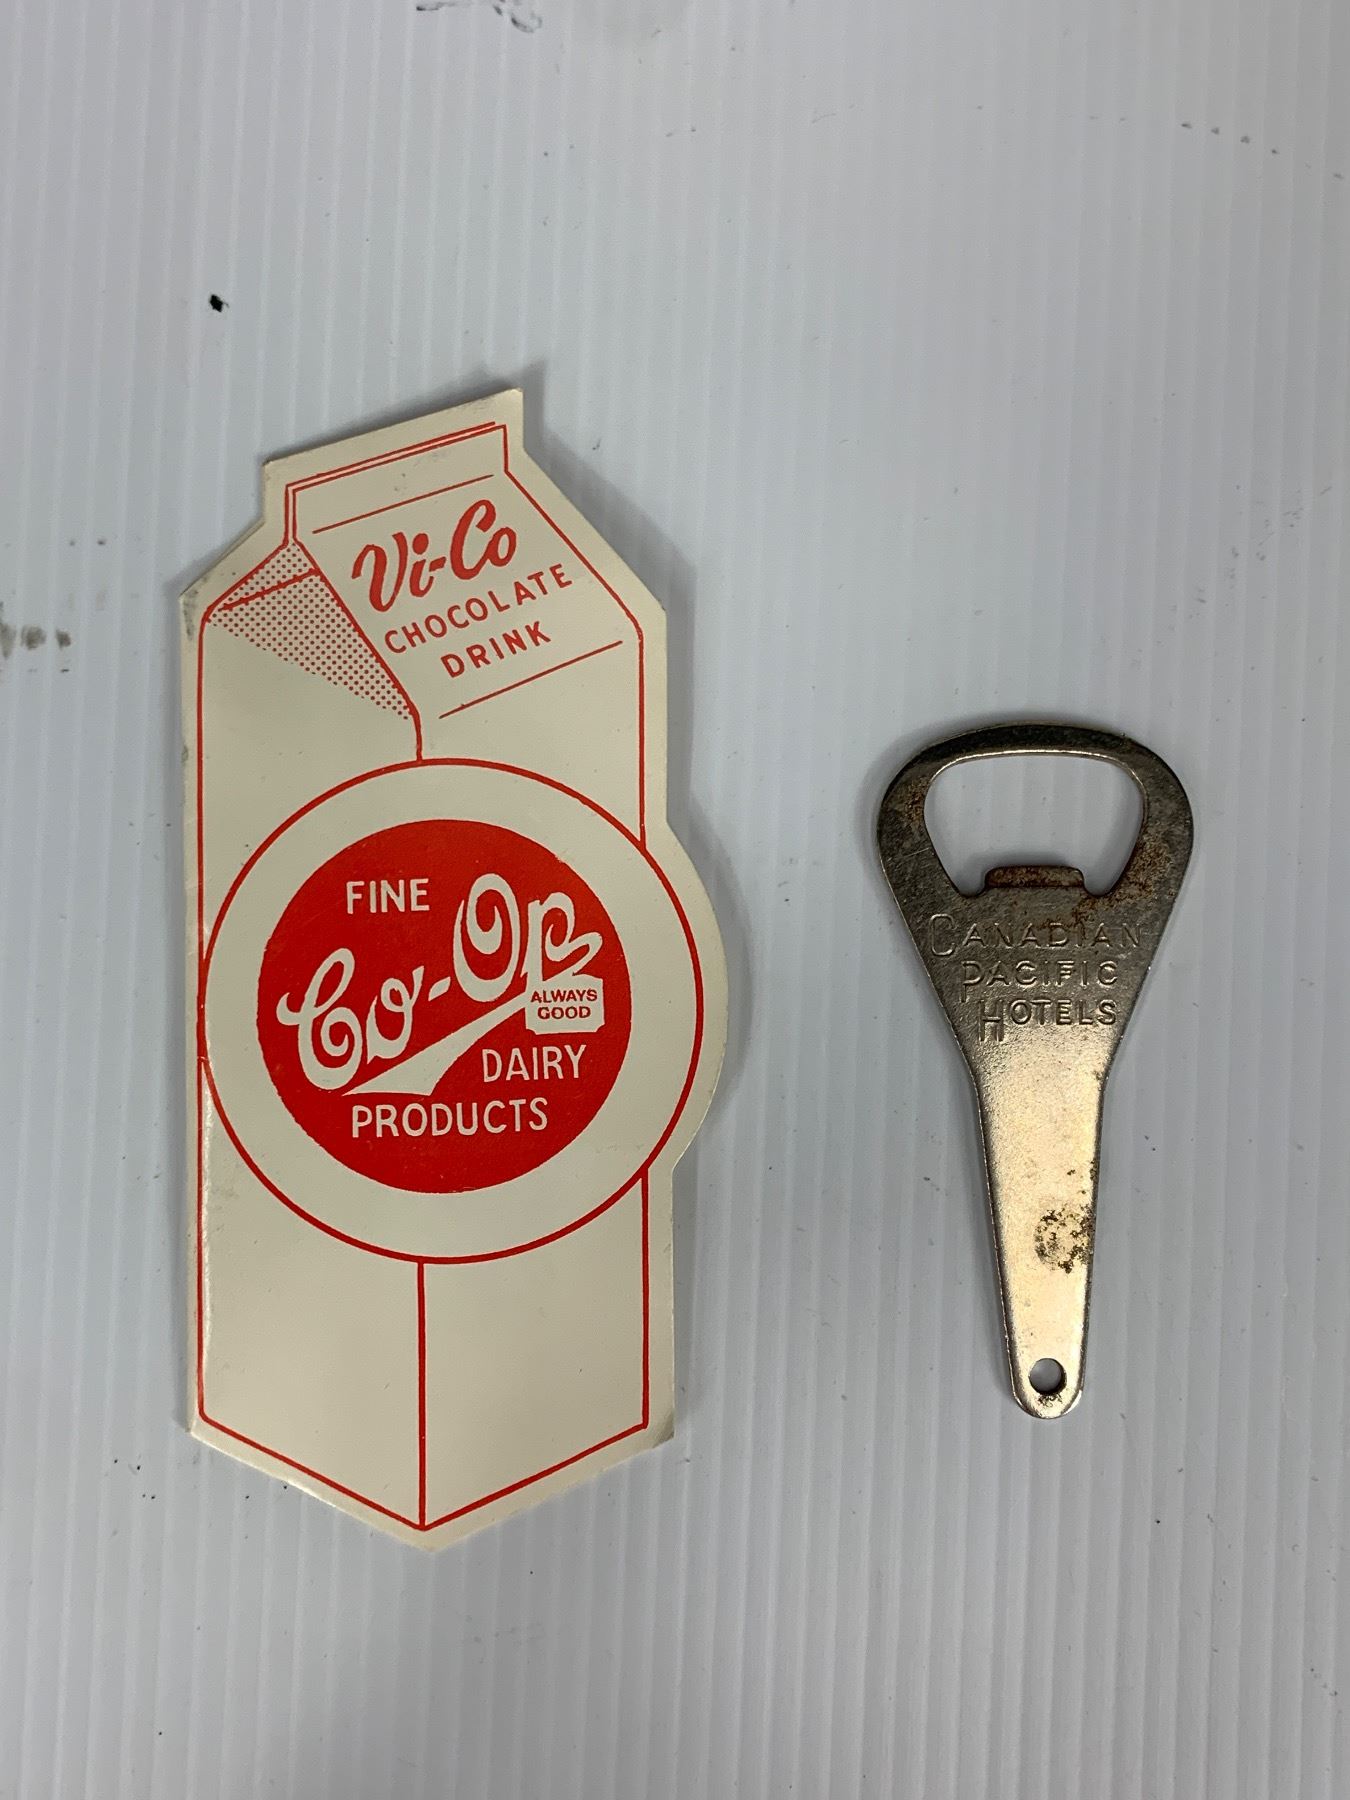 Vi-Co
CHOCOLATE
DRINK
FINE
Co-Op
ALWAYS
GOOD
DAIRY
PRODUCTS
CANADIAN
PACIFIC
HOTELS